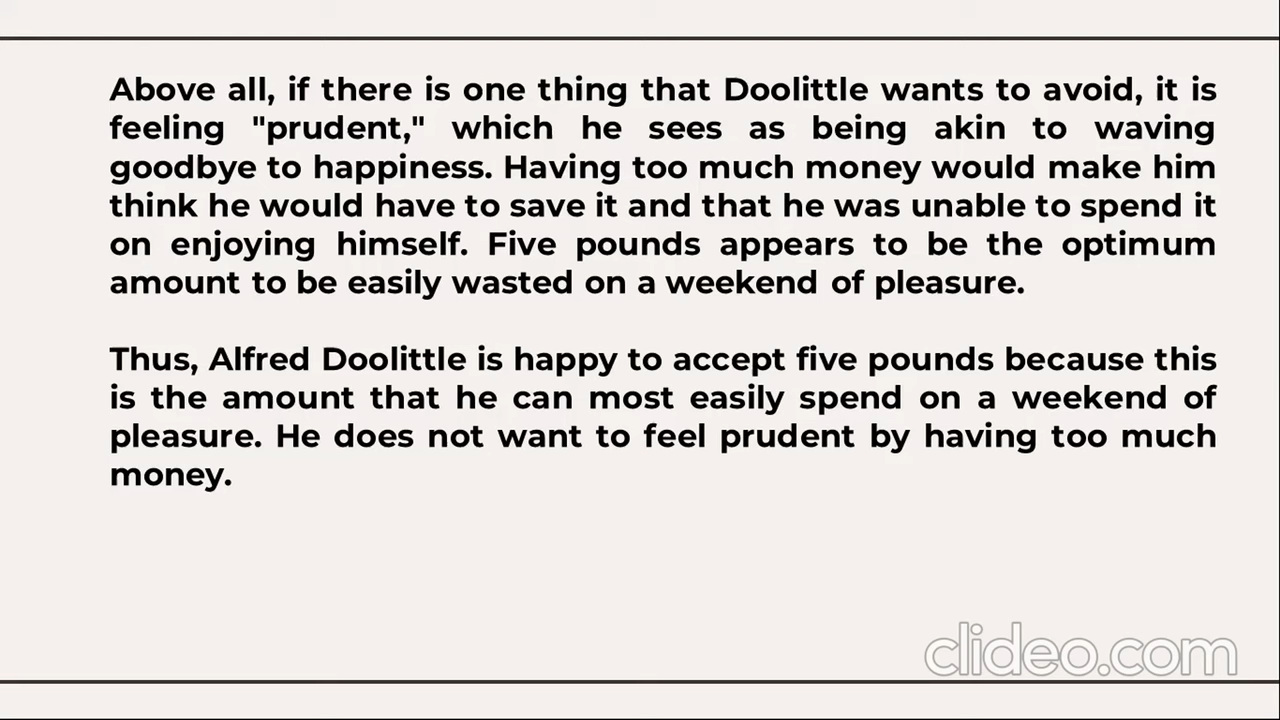 Above all, if there is one thing that Doolittle wants to avoid, it is
feeling "prudent," which he sees as being akin to waving
goodbye to happiness. Having too much money would make him
think he would have to save it and that he was unable to spend it
on enjoying himself. Five pounds appears to be the optimum
amount to be easily wasted on a weekend of pleasure.
Thus, Alfred Doolittle is happy to accept five pounds because this
is the amount that he can most easily spend on a weekend of
pleasure. He does not want to feel prudent by having too much
money.
clideo.com